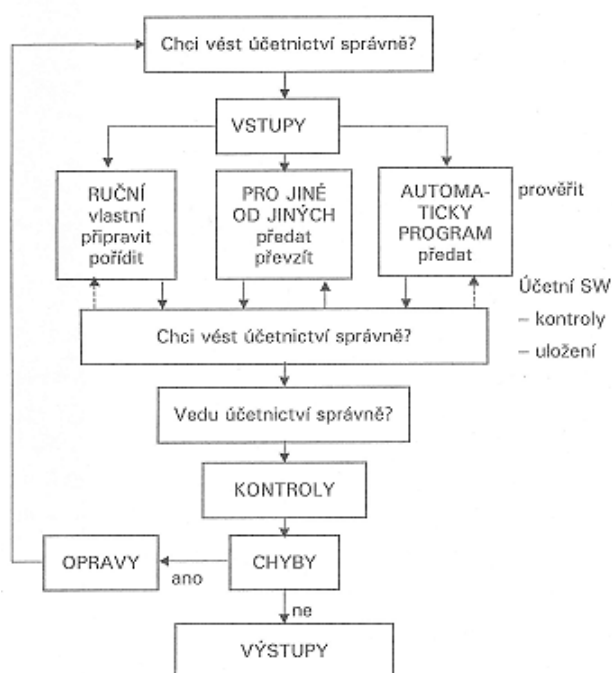 Chci vést účetnictví správně?
VSTUPY
RUČNÍ
vlastní
připravit
pořídit
PRO JINÉ
OD JINÝCH
předat
převzít
AUTOMA-
TICKY
PROGRAM
předat
prověřit
Účetní SW
– kontroly
– uložení
Chci vést účetnictví správně?
Vedu účetnictví správně?
KONTROLY
OPRAVY
ano
CHYBY
ne
VÝSTUPY